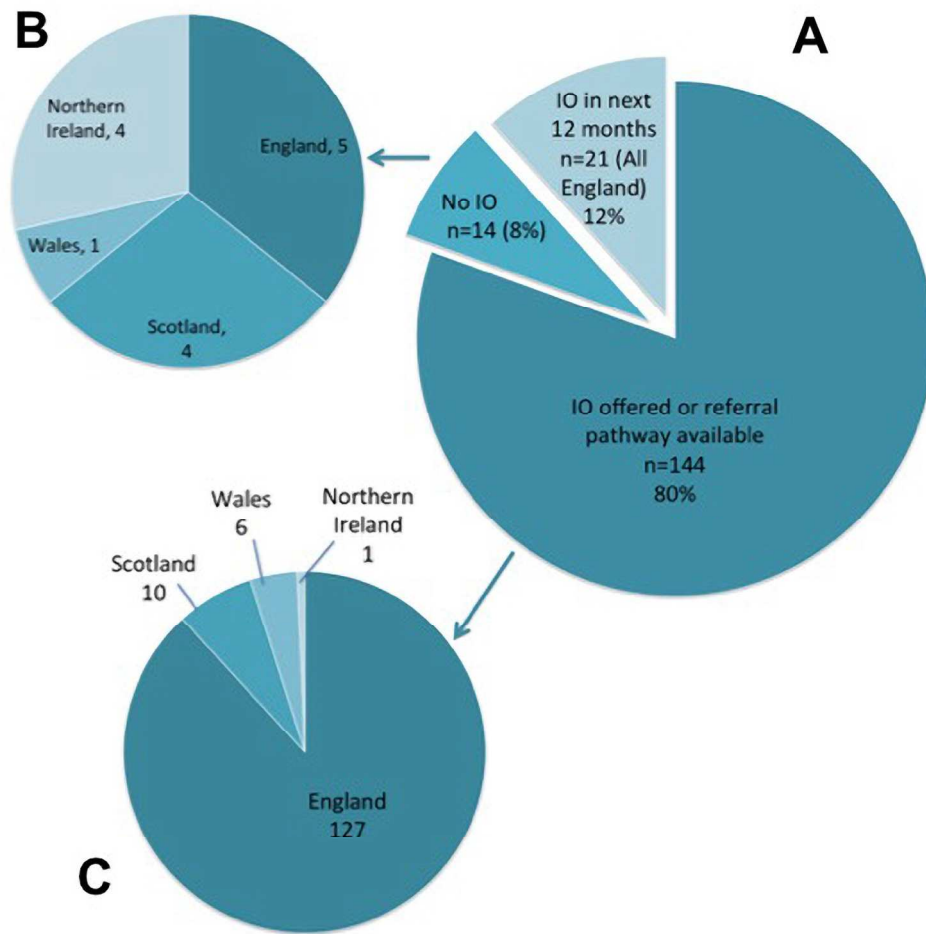 B
A
Northern
Ireland, 4
England, 5
Wales, 1
Scotland,
4
IO in next
12 months
n=21 (All
England)
12%
No IO
n=14 (8%)
IO offered or referral
pathway available
n=144
80%
Wales
6
Northern
Ireland
1
Scotland
10
England
127
C